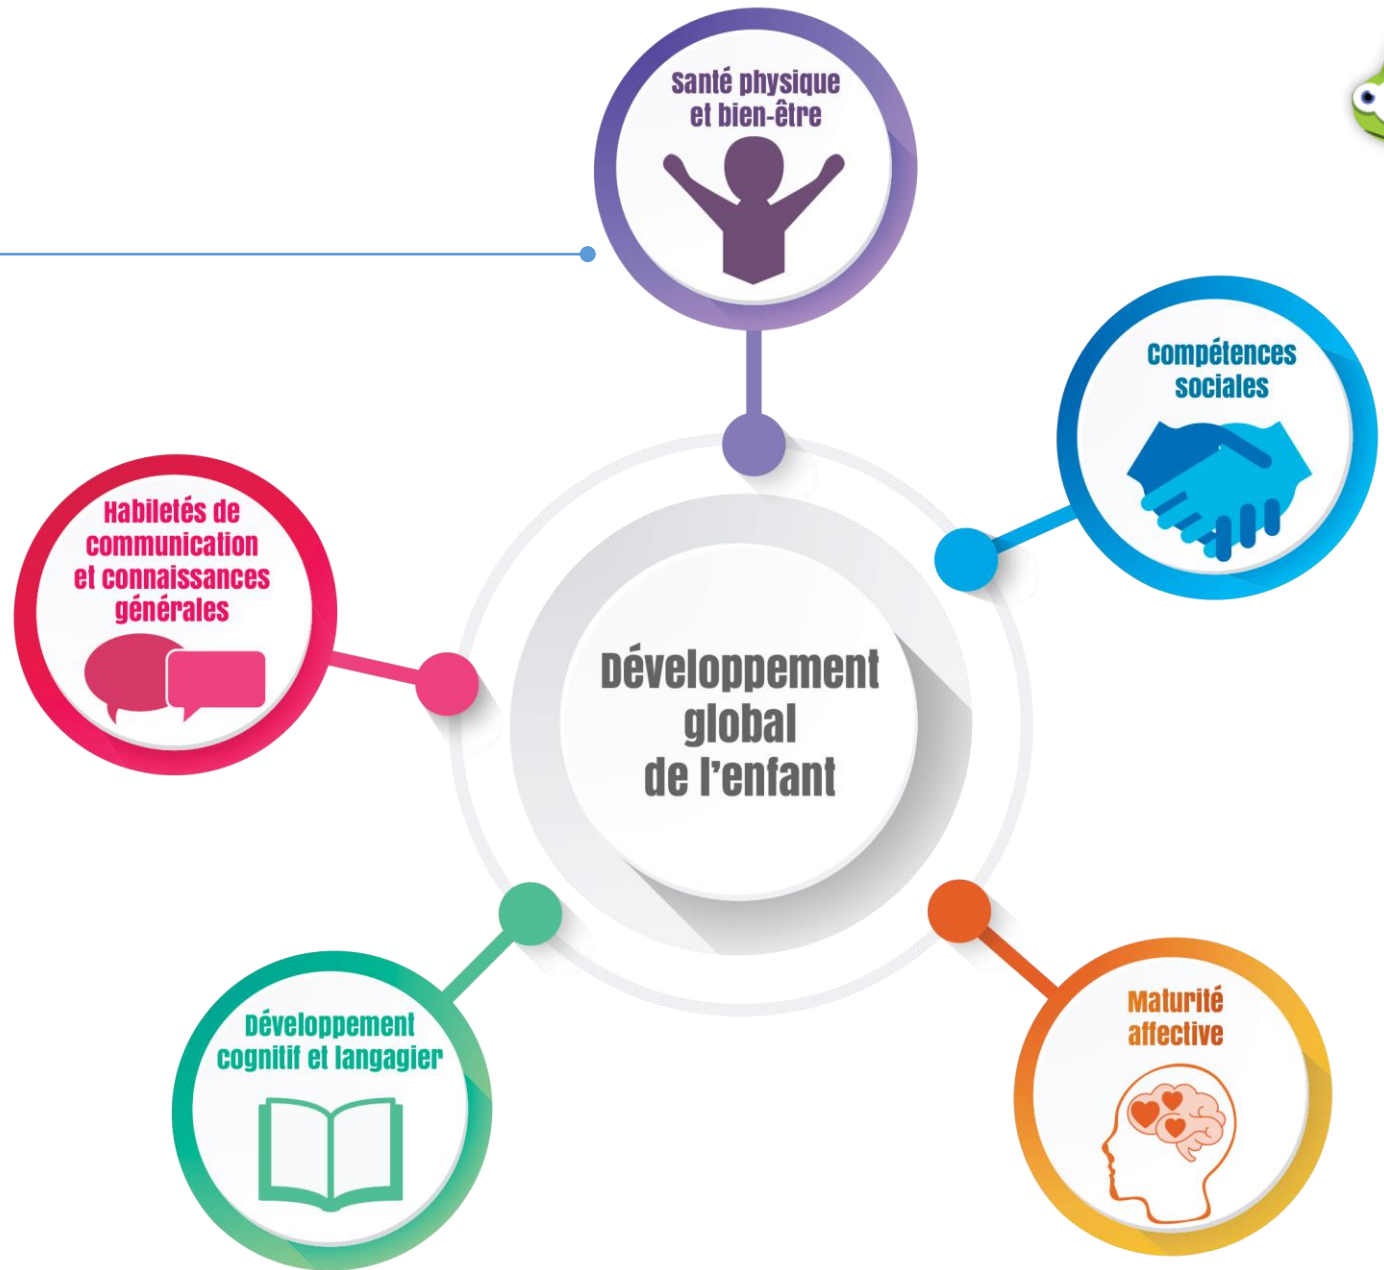 Santé physique
et bien-être
Compétences
sociales
Habiletés de
communication
et connaissances
générales
Développement
global
de l'enfant
Développement
cognitif et langagier
Maturité
affective